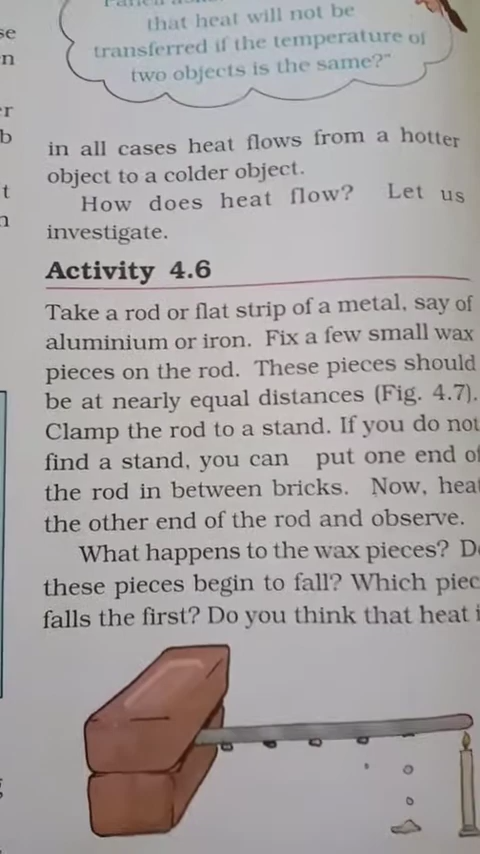 that heat will not be
transferred if the temperature of
two objects is the same?"
in all cases heat flows from a hotter
object to a colder object.
How does heat flow? Let us
investigate.
Activity 4.6
Take a rod or flat strip of a metal, say of
aluminium or iron. Fix a few small wax
pieces on the rod. These pieces should
be at nearly equal distances (Fig. 4.7).
Clamp the rod to a stand. If you do not
find a stand, you can put one end of
the rod in between bricks. Now, heat
the other end of the rod and observe.
What happens to the wax pieces? Do
these pieces begin to fall? Which piec
falls the first? Do you think that heat i